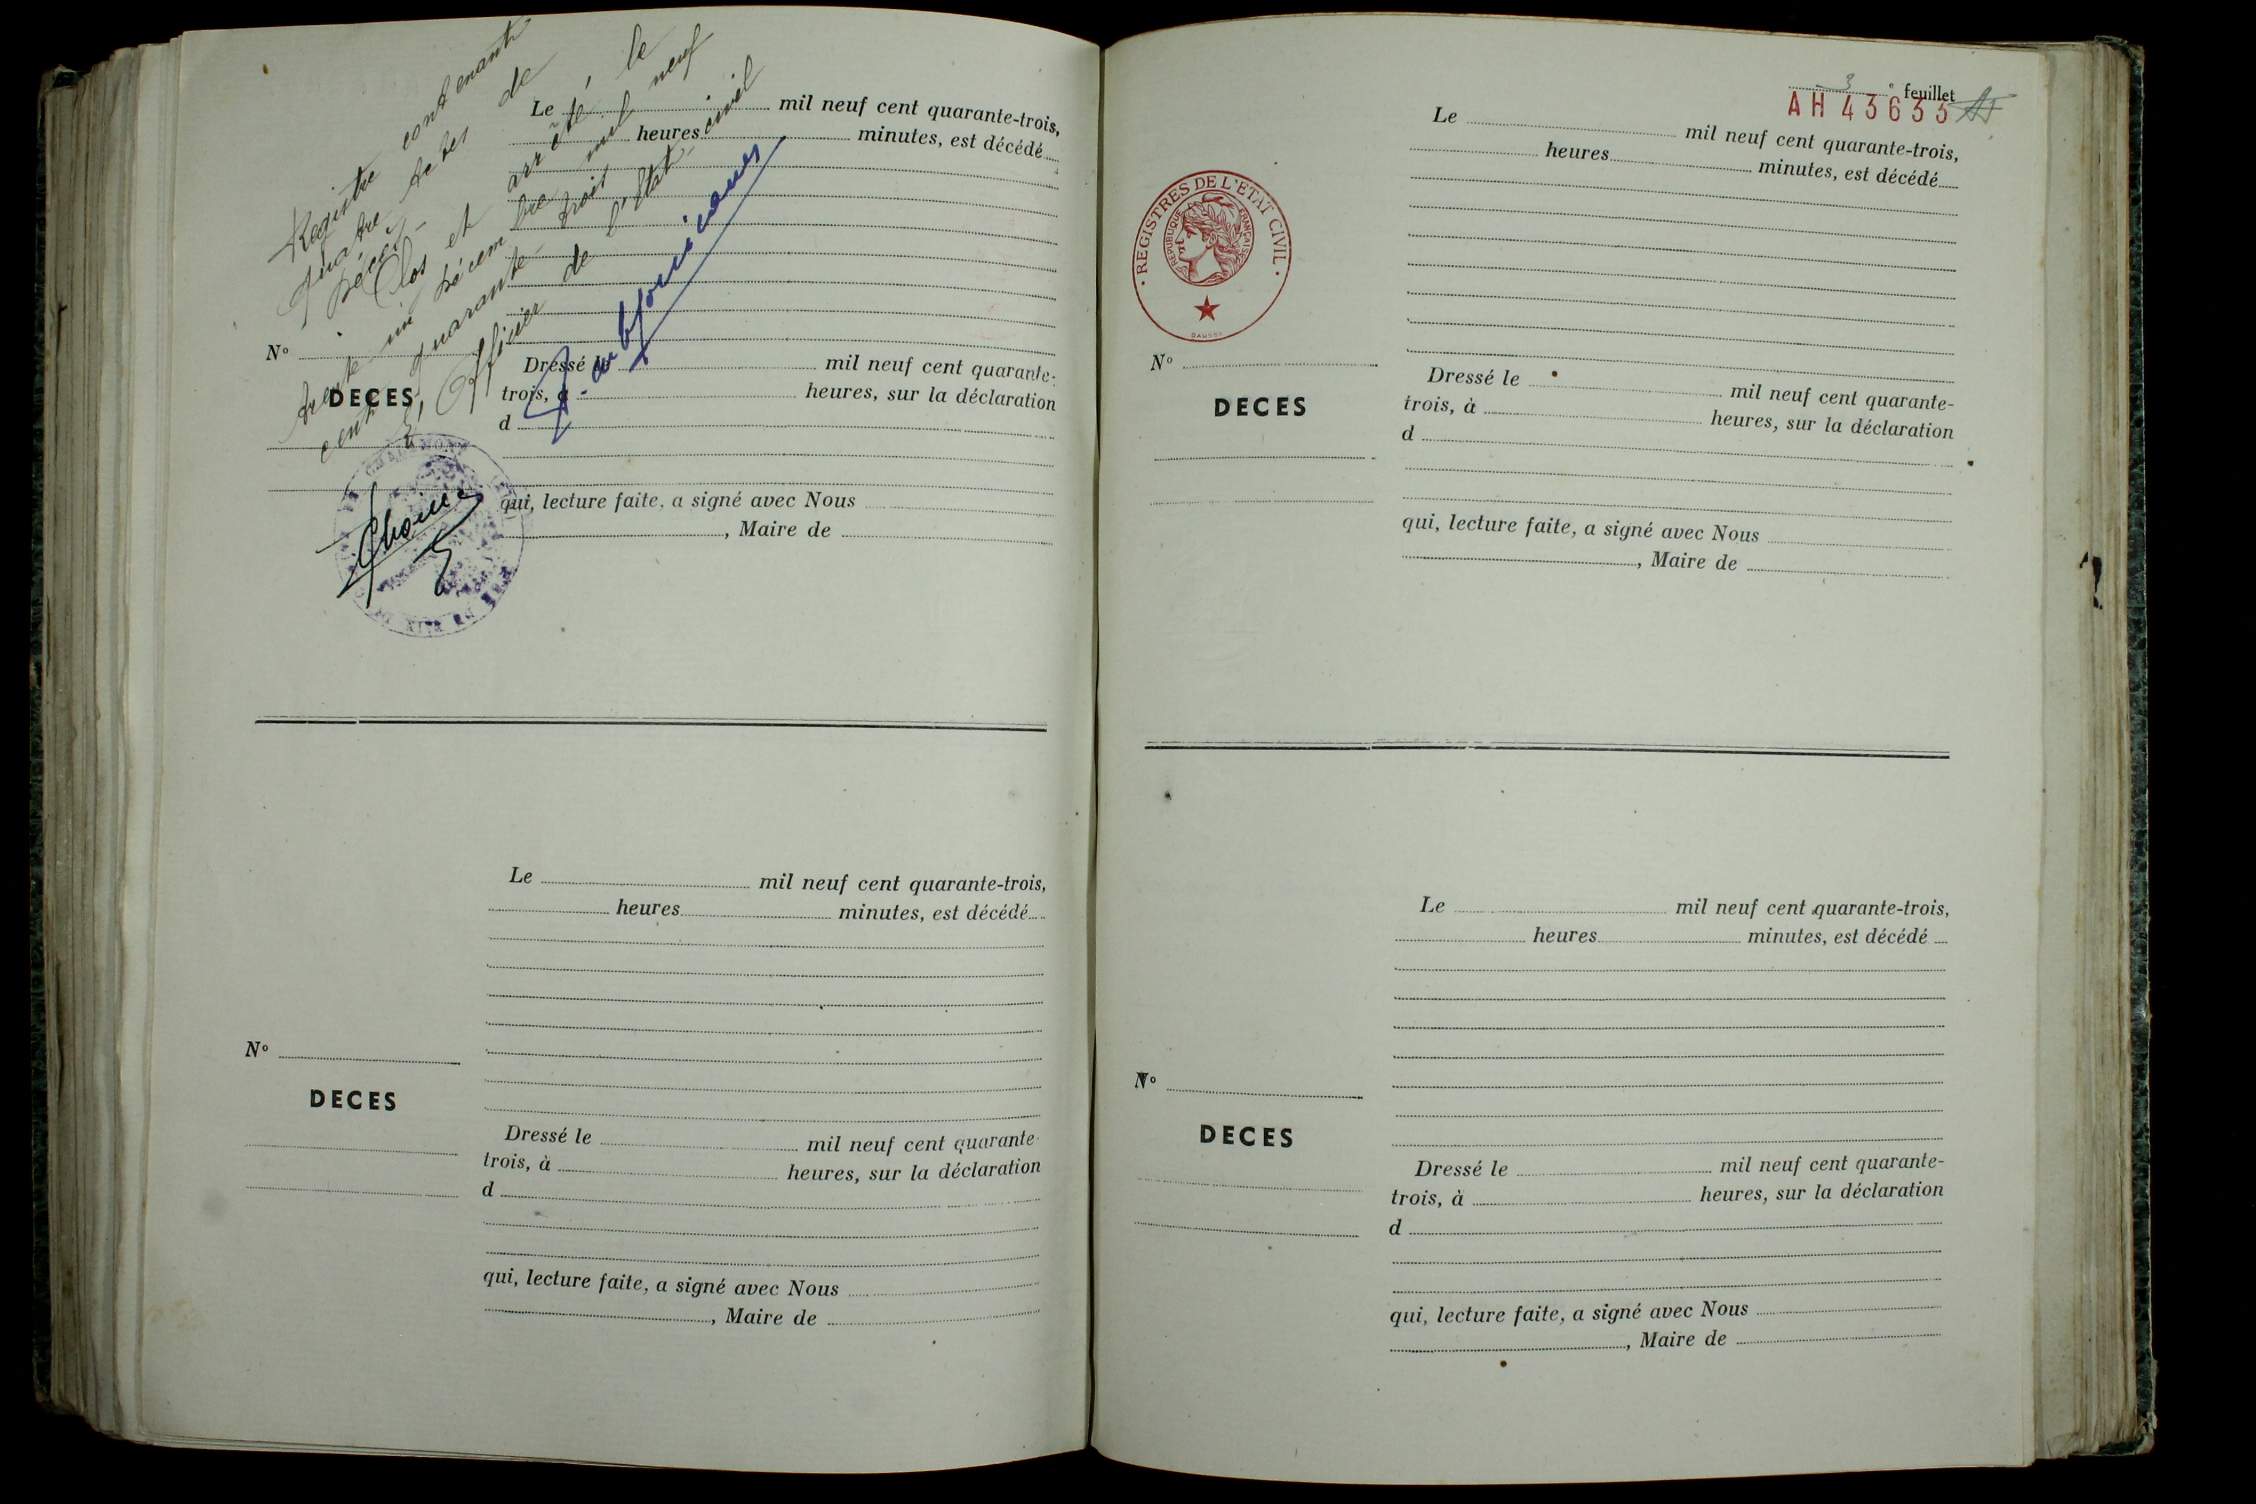 Registre contenant
quatre actes de
décès.
Clos et arrêté, le
trente un décembre mil neuf
cent quarante-trois
L'Officier de l'état-civil
Le mil neuf cent quarante-trois,
heures minutes, est décédé
N°
DECES
Dressé le mil neuf cent quarante-
trois, à heures, sur la déclaration
d
qui, lecture faite, a signé avec Nous
, Maire de
Le mil neuf cent quarante-trois,
heures minutes, est décédé
N°
DECES
Dressé le mil neuf cent quarante-
trois, à heures, sur la déclaration
d
qui, lecture faite, a signé avec Nous
, Maire de
3e feuillet
AH 43633
REGISTRES DE L'ETAT CIVIL
REPUBLIQUE FRANÇAISE
Le mil neuf cent quarante-trois,
heures minutes, est décédé
N°
DECES
Dressé le mil neuf cent quarante-
trois, à heures, sur la déclaration
d
qui, lecture faite, a signé avec Nous
, Maire de
Le mil neuf cent quarante-trois,
heures minutes, est décédé
N°
DECES
Dressé le mil neuf cent quarante-
trois, à heures, sur la déclaration
d
qui, lecture faite, a signé avec Nous
, Maire de